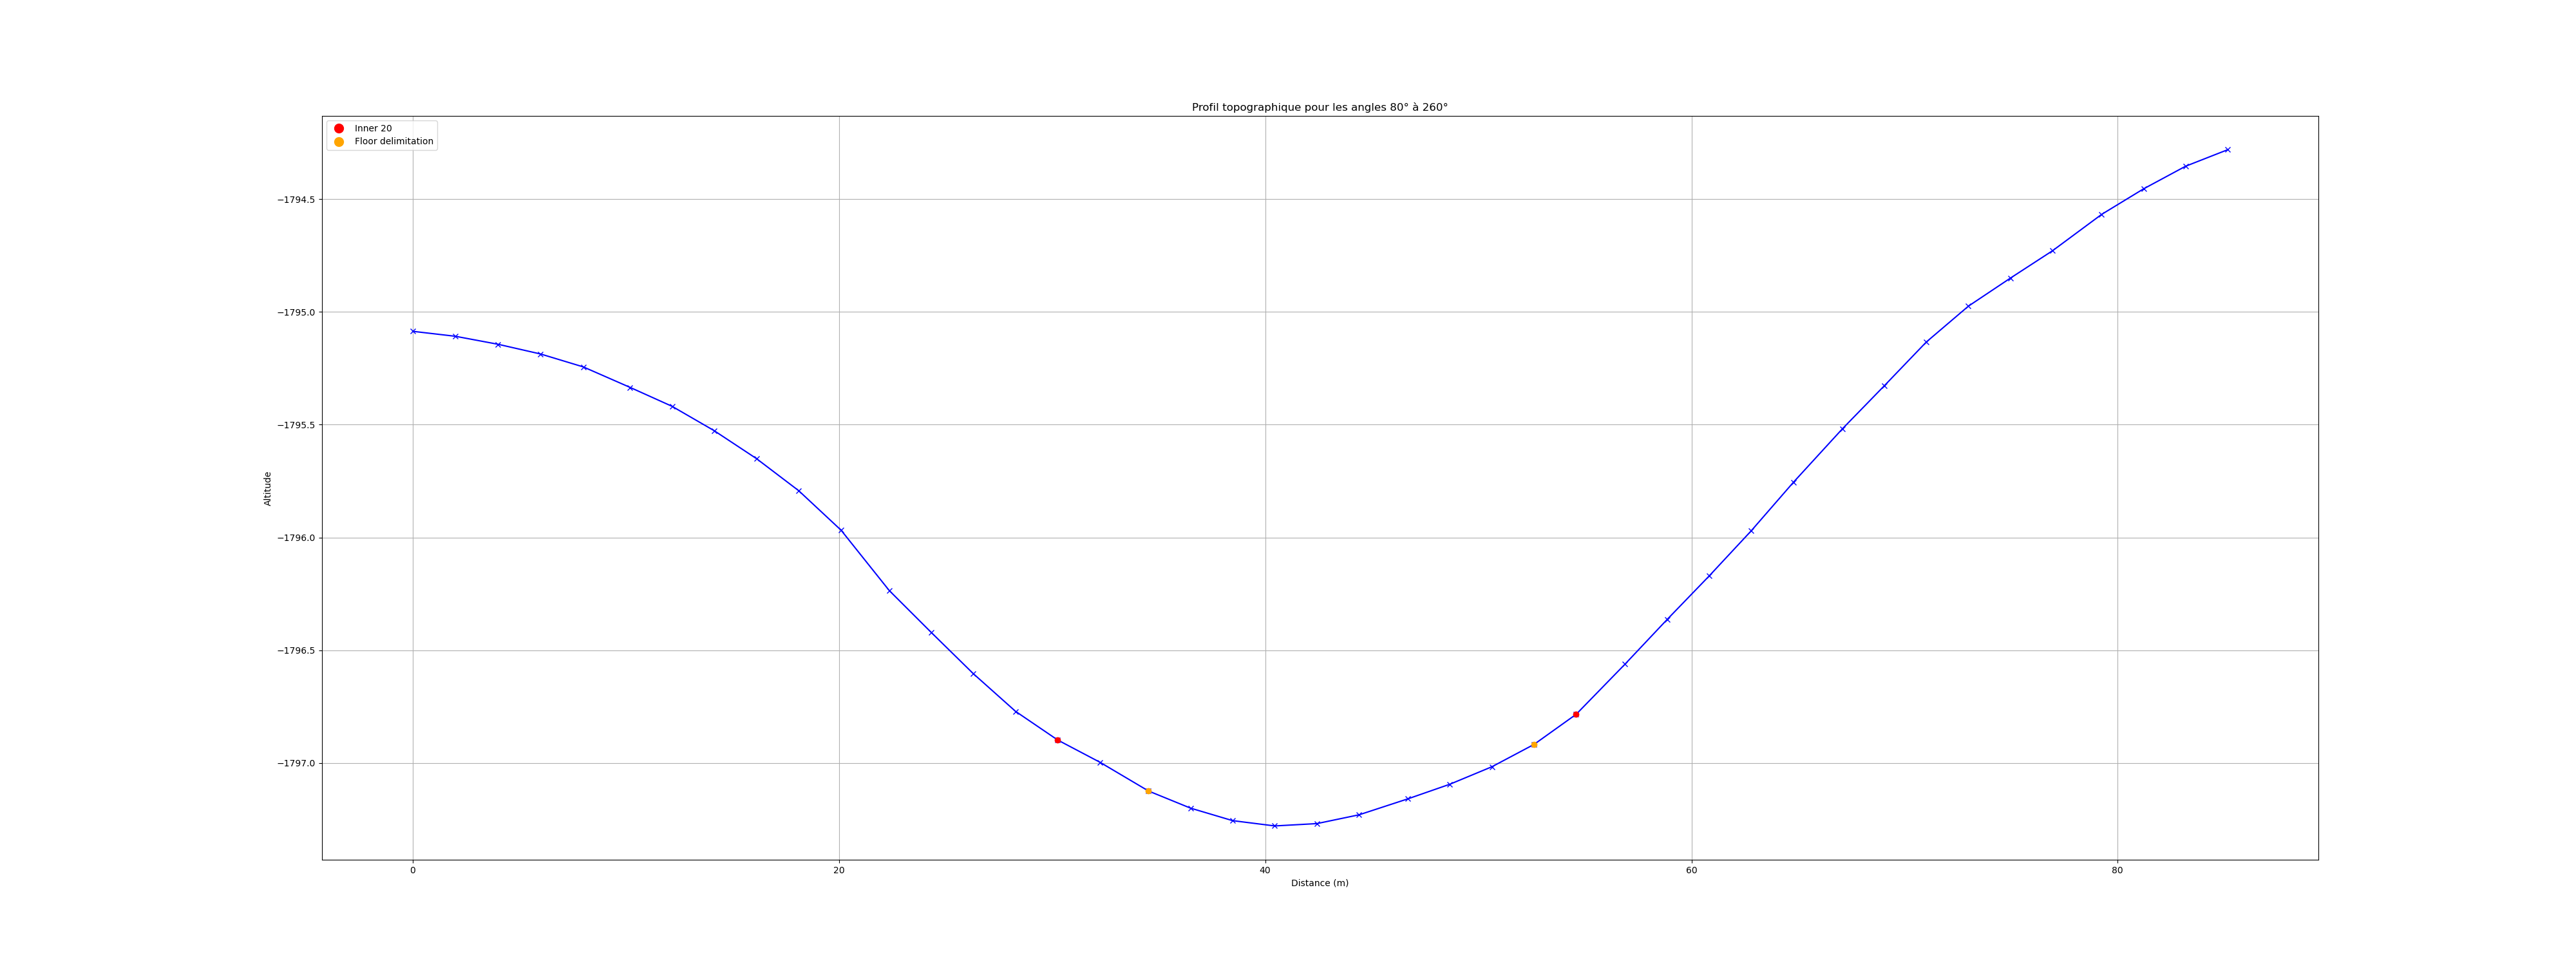 Profil topographique pour les angles 80° à 260°
Inner 20
Floor delimitation
−1794.5
−1795.0
−1795.5
−1796.0
−1796.5
−1797.0
Altitude
0 20 40 60 80
Distance (m)